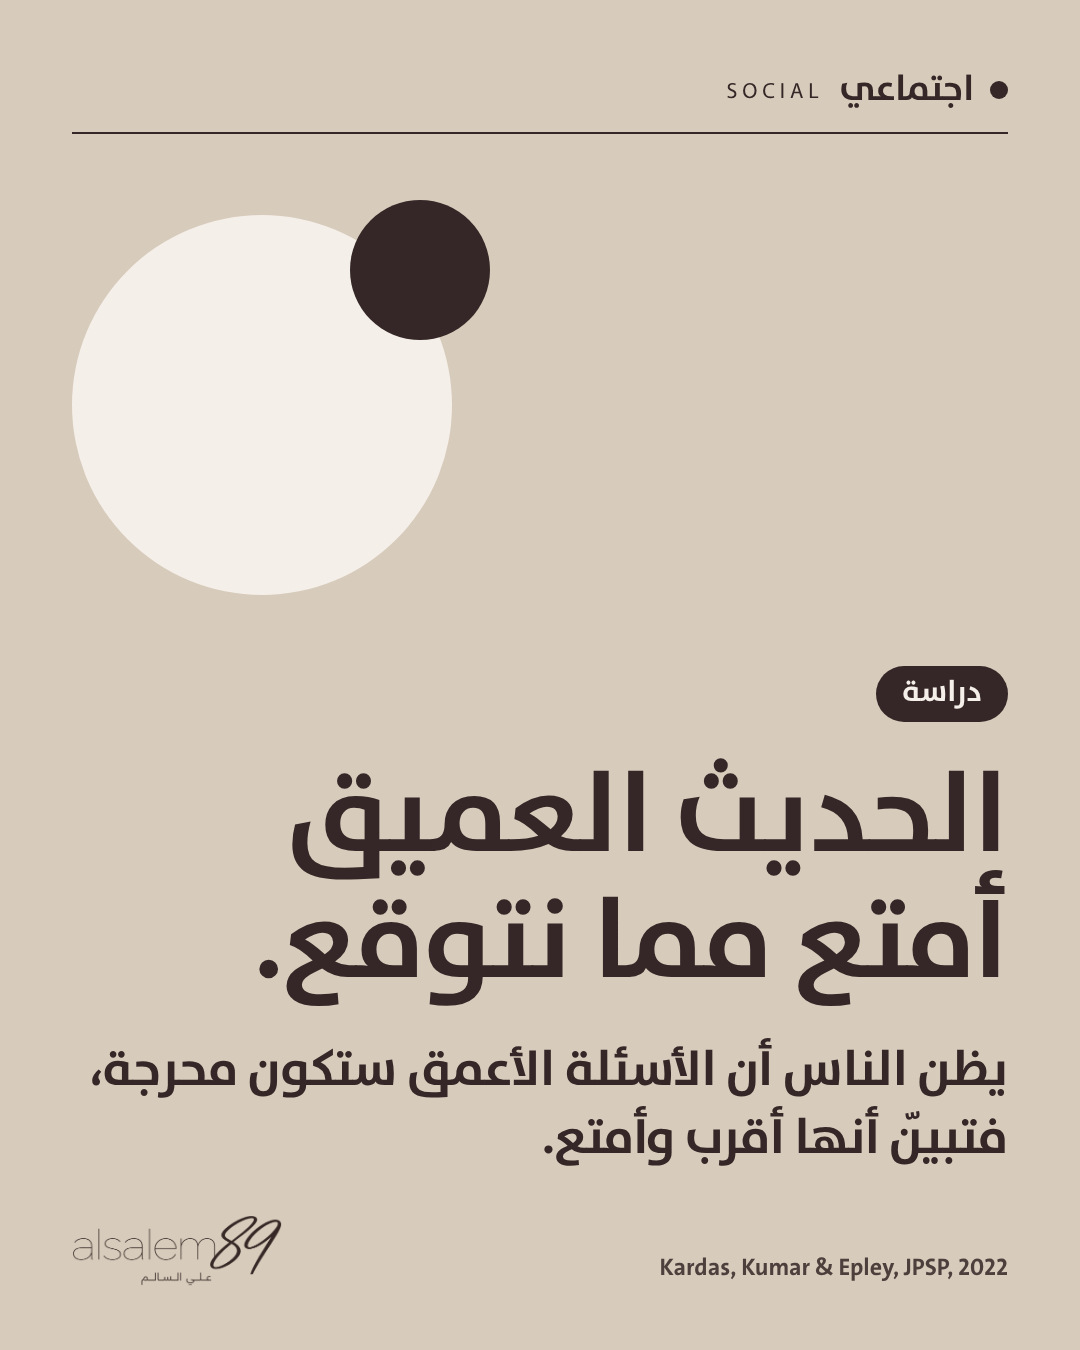 اجتماعي SOCIAL
دراسة
الحديث العميق
أمتع مما نتوقع.
يظن الناس أن الأسئلة الأعمق ستكون محرجة،
فتبيّن أنها أقرب وأمتع.
Kardas, Kumar & Epley, JPSP, 2022
alsalem89
علي السالم